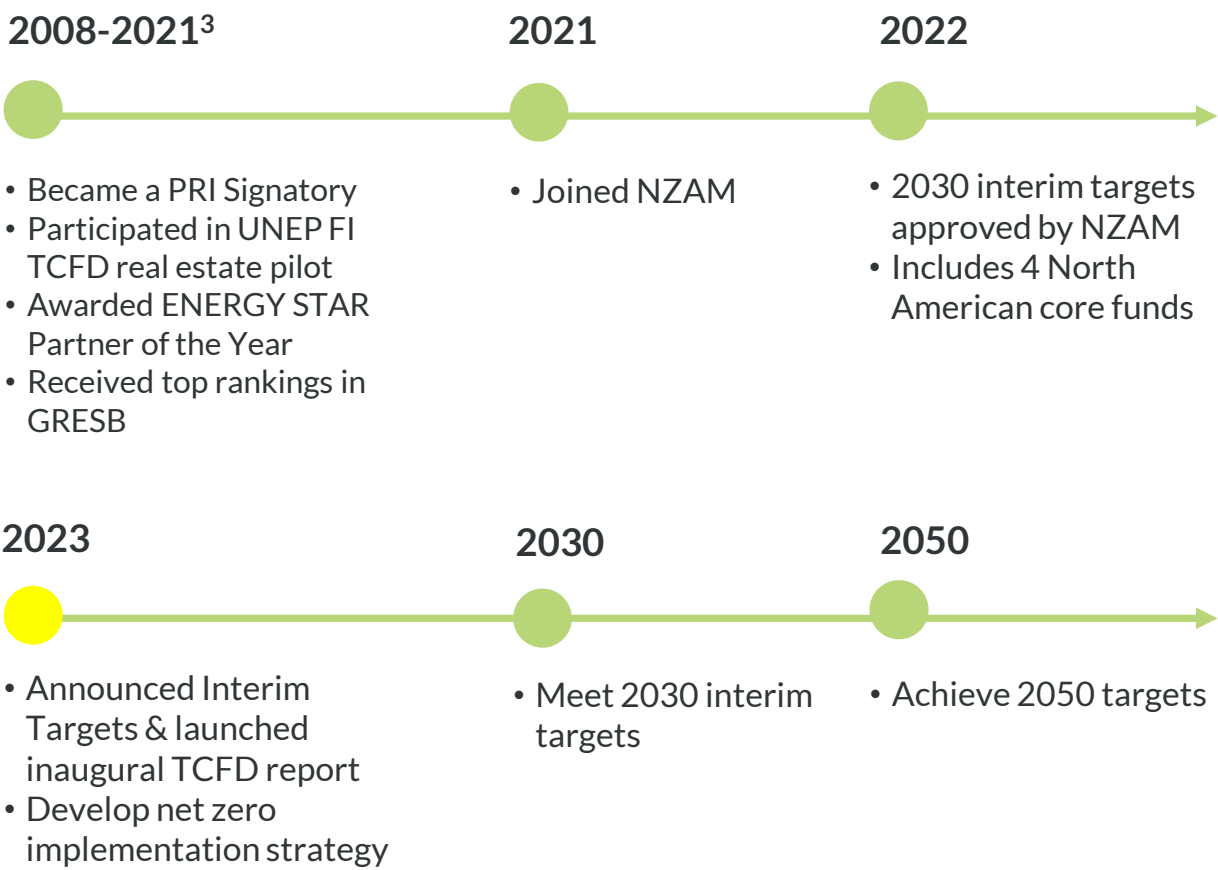 2008-2021³
• Became a PRI Signatory
• Participated in UNEP FI
TCFD real estate pilot
• Awarded ENERGY STAR
Partner of the Year
• Received top rankings in
GRESB
2021
• Joined NZAM
2022
• 2030 interim targets
approved by NZAM
• Includes 4 North
American core funds
2023
• Announced Interim
Targets & launched
inaugural TCFD report
• Develop net zero
implementation strategy
2030
• Meet 2030 interim
targets
2050
• Achieve 2050 targets